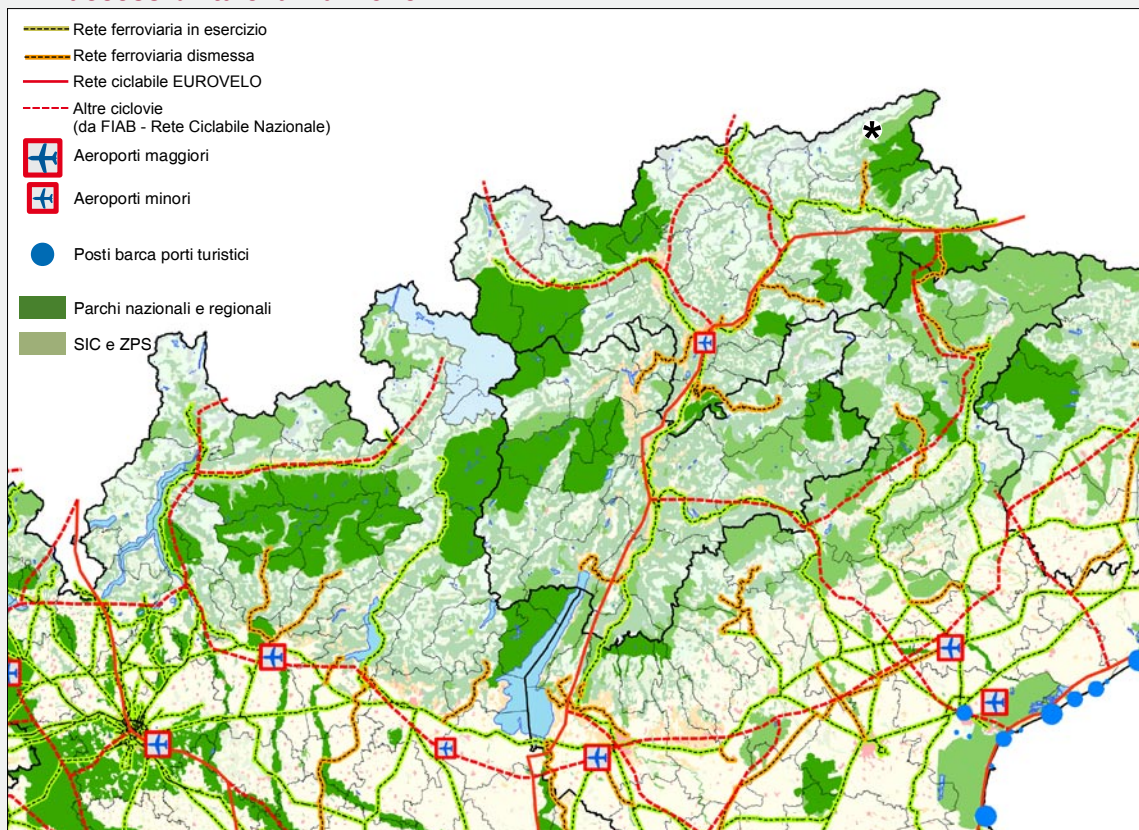 Rete ferroviaria in esercizio
Rete ferroviaria dismessa
Rete ciclabile EUROVELO
Altre ciclovie
(da FIAB - Rete Ciclabile Nazionale)
Aeroporti maggiori
Aeroporti minori
Posti barca porti turistici
Parchi nazionali e regionali
SIC e ZPS
*